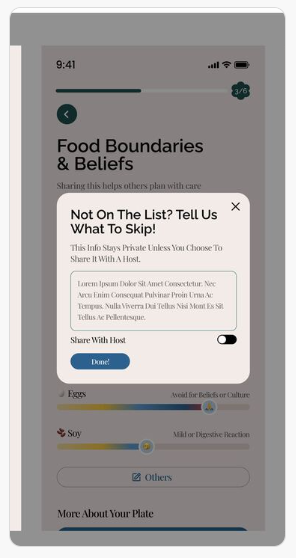 9:41
3/6
Food Boundaries
& Beliefs
Sharing this helps others plan with care
Not On The List? Tell Us
What To Skip!
This Info Stays Private Unless You Choose To
Share It With A Host.
Lorem Ipsum Dolor Sit Amet Consectetur. Nec
Arcu Enim Consequat Pulvinar Proin Urna Ac
Tempus. Nulla Viverra Dui Tellus Nisi Mont Es Sit
Tellus Ac Pellentesque.
Share With Host
Done!
Eggs Avoid for Beliefs or Culture
Soy Mild or Digestive Reaction
Others
More About Your Plate